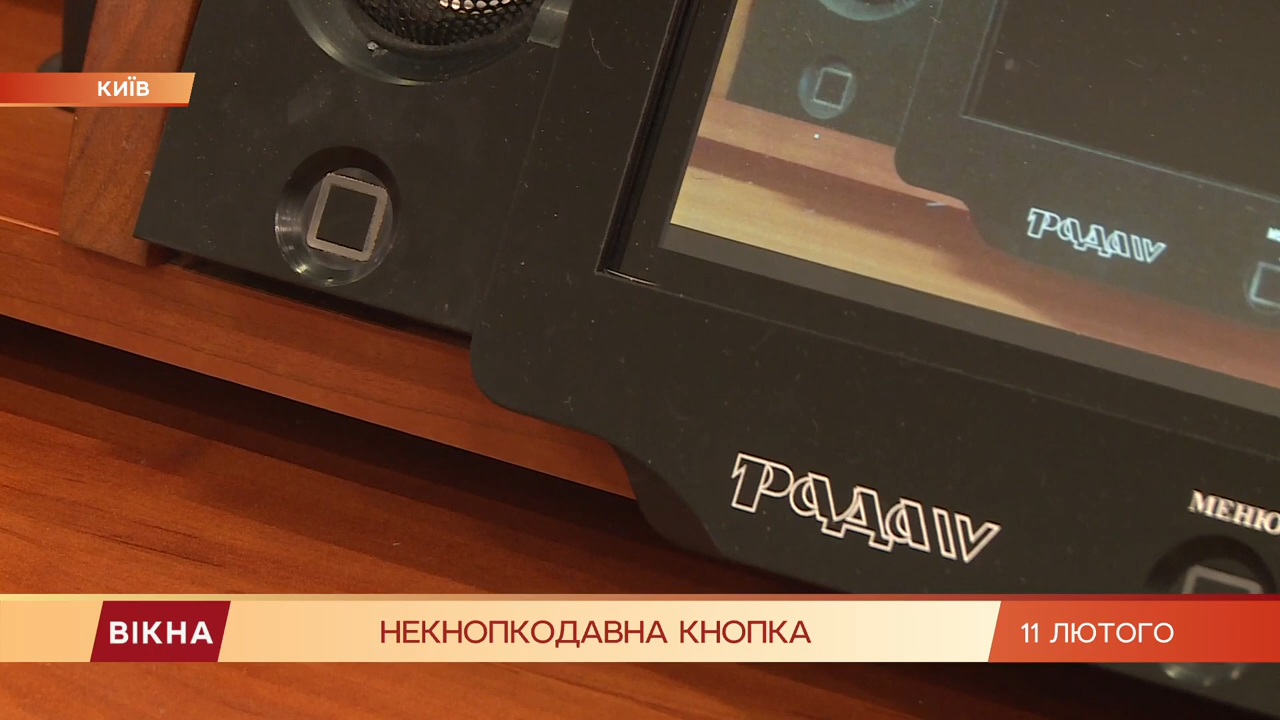 КИЇВ
Рада IV
Рада IV
МЕНЮ
ВІКНА
НЕКНОПКОДАВНА КНОПКА
11 ЛЮТОГО